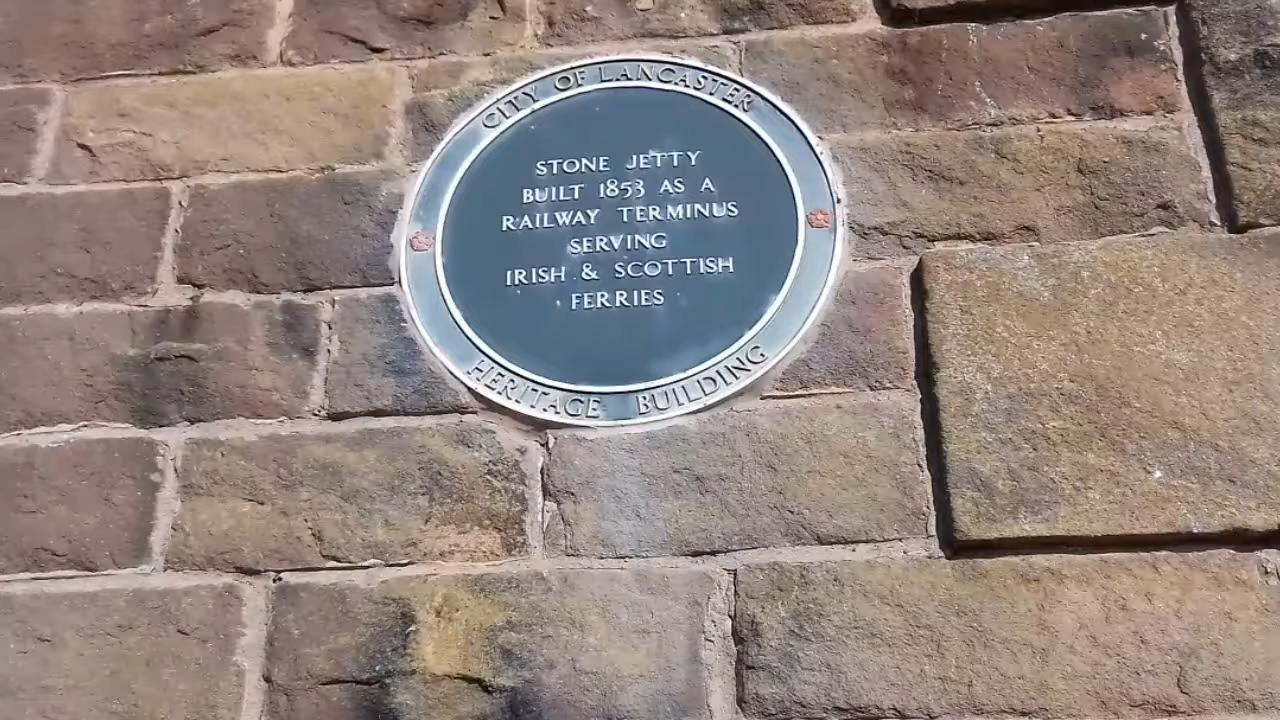 CITY OF LANCASTER
STONE JETTY
BUILT 1853 AS A
RAILWAY TERMINUS
SERVING
IRISH & SCOTTISH
FERRIES
HERITAGE BUILDING